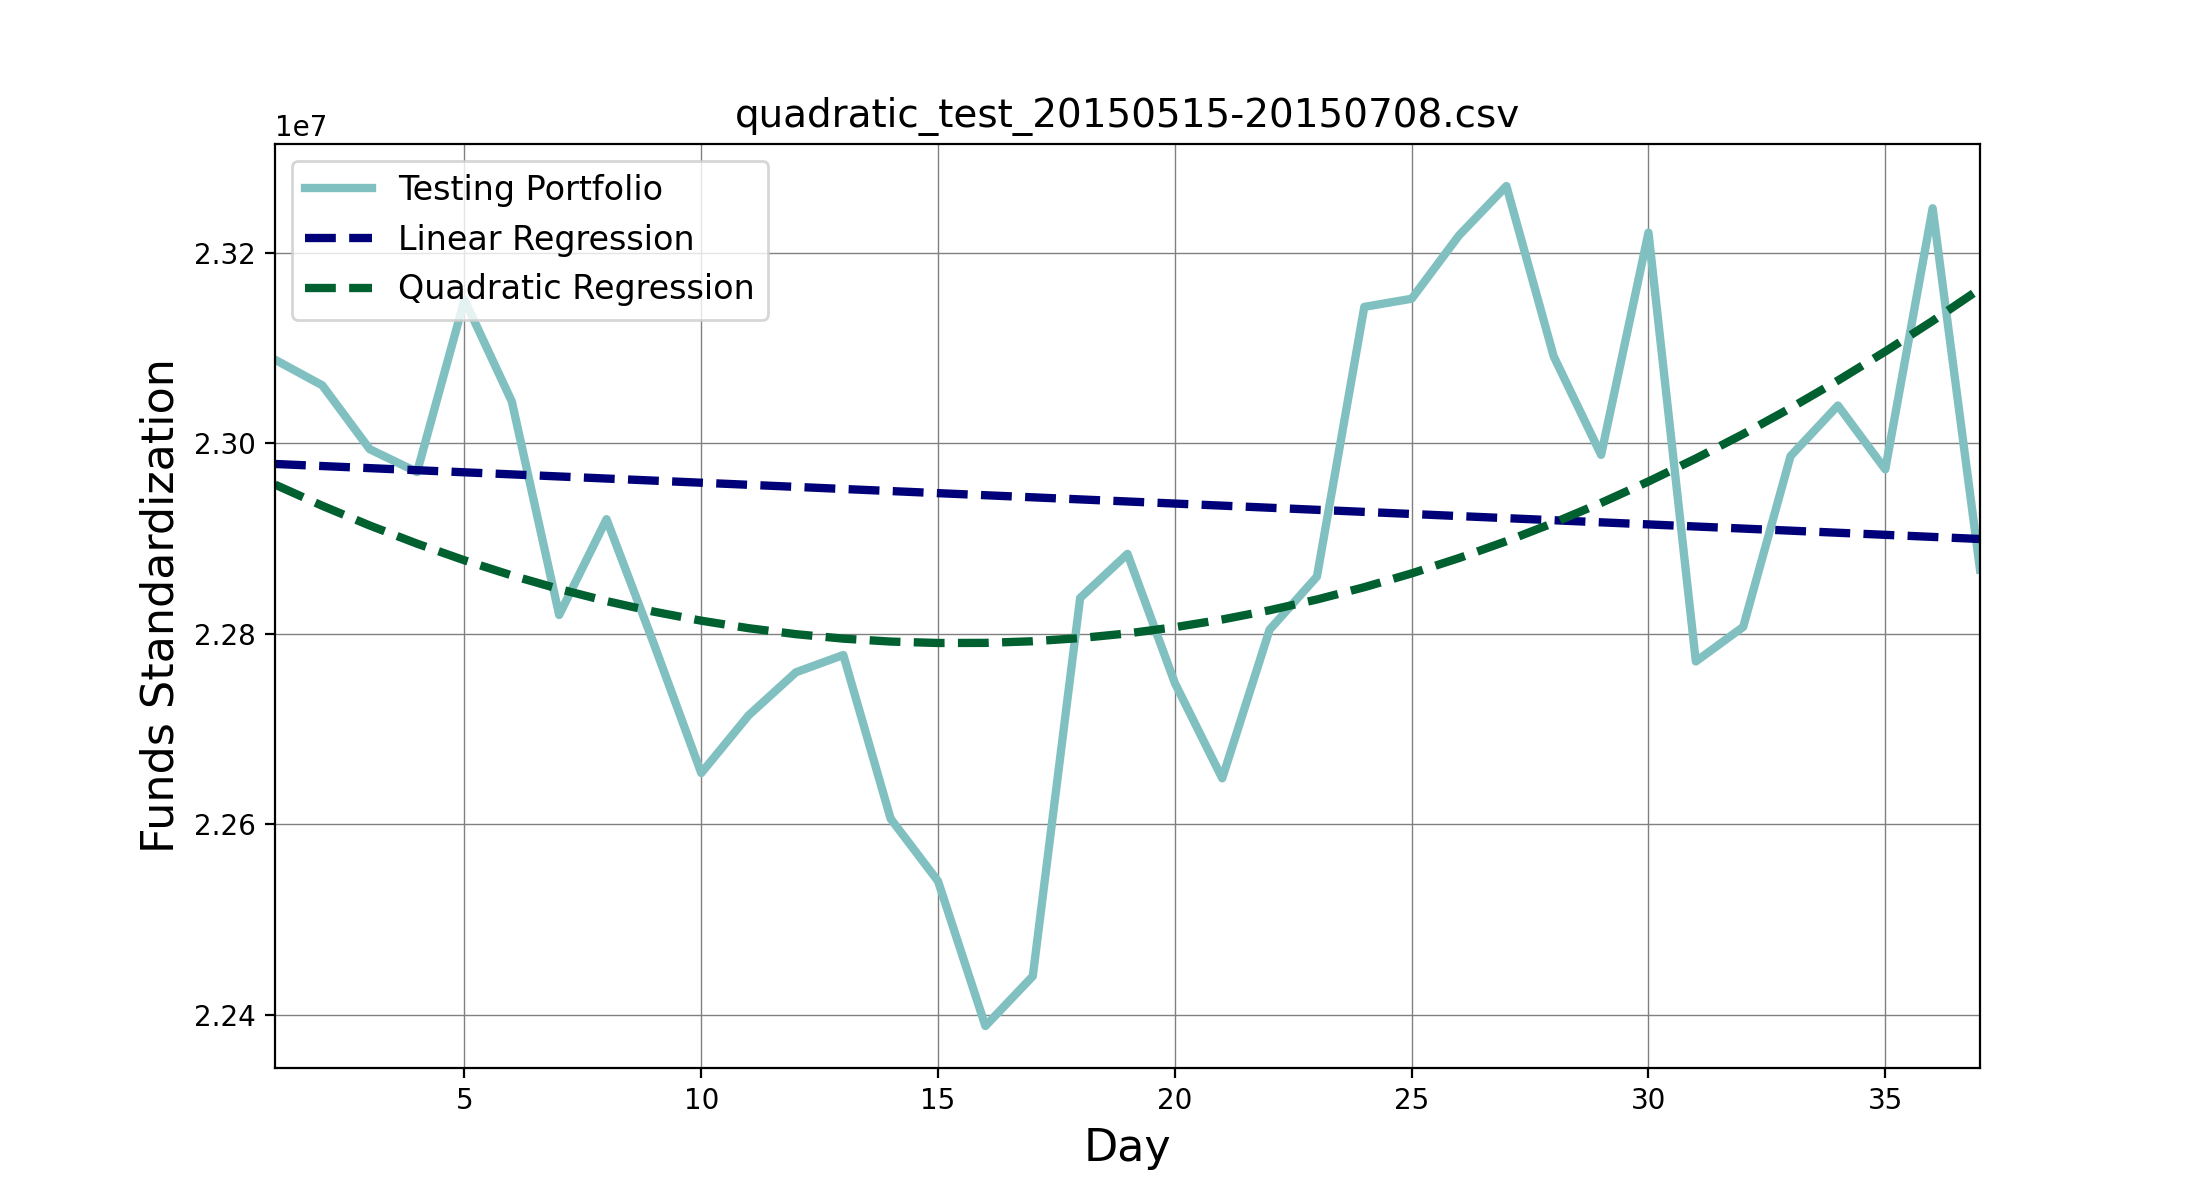 quadratic_test_20150515-20150708.csv
1e7
Testing Portfolio
Linear Regression
Quadratic Regression
2.32
2.30
2.28
2.26
2.24
Funds Standardization
5 10 15 20 25 30 35
Day